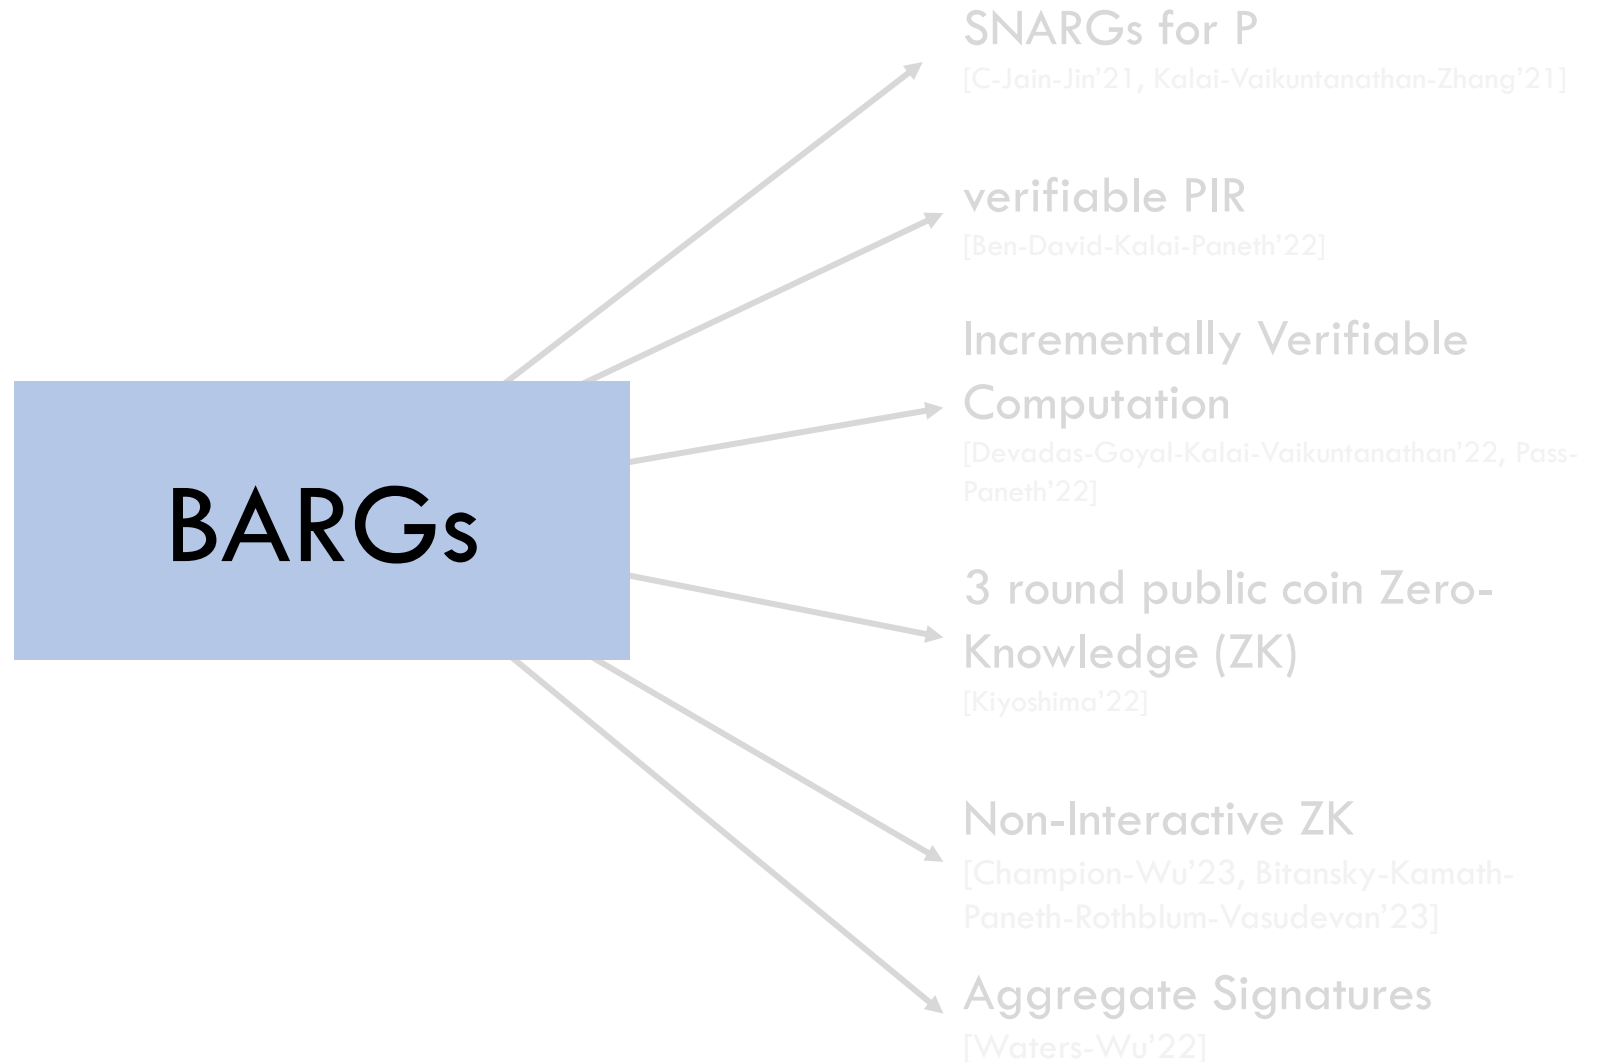 SNARGs for P
[C-Jain-Jin'21, Kalai-Vaikuntanathan-Zhang'21]
verifiable PIR
[Ben-David-Kalai-Paneth'22]
Incrementally Verifiable
Computation
[Devadas-Goyal-Kalai-Vaikuntanathan'22, Pass-
Paneth'22]
BARGs
3 round public coin Zero-
Knowledge (ZK)
[Kiyoshima'22]
Non-Interactive ZK
[Champion-Wu'23, Bitansky-Kamath-
Paneth-Rothblum-Vasudevan'23]
Aggregate Signatures
[Waters-Wu'22]